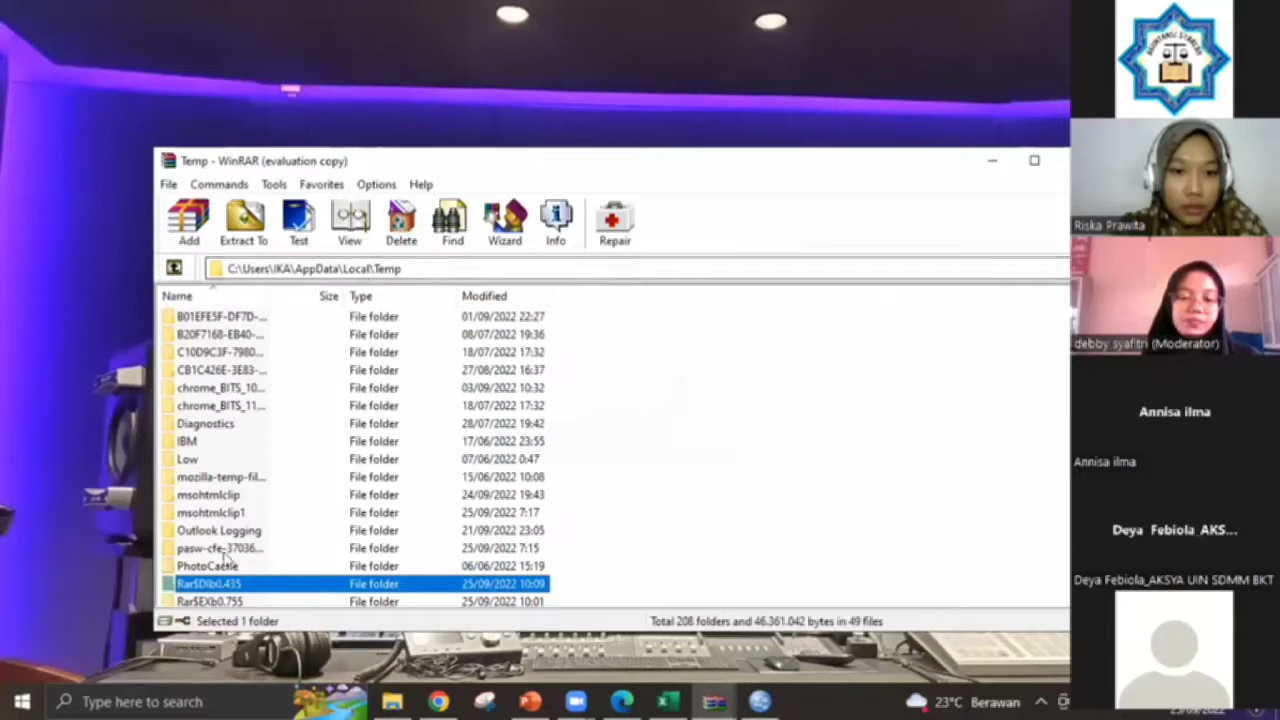 Temp - WinRAR (evaluation copy)
File Commands Tools Favorites Options Help
Add Extract To Test View Delete Find Wizard Info Repair
C:\Users\IKA\AppData\Local\Temp
Name Size Type Modified
B01EFE5F-DF7D-... File folder 01/09/2022 22:27
B20F7168-EB40-... File folder 08/07/2022 19:36
C10D9C3F-7980... File folder 18/07/2022 17:32
CB1C426E-3E83-... File folder 27/08/2022 16:37
chrome_BITS_10... File folder 03/09/2022 10:32
chrome_BITS_11... File folder 18/07/2022 17:32
Diagnostics File folder 28/07/2022 19:42
IBM File folder 17/06/2022 23:55
Low File folder 07/06/2022 0:47
mozilla-temp-fil... File folder 15/06/2022 10:08
msohtmlclip File folder 24/09/2022 19:43
msohtmlclip1 File folder 25/09/2022 7:17
Outlook Logging File folder 21/09/2022 23:05
pasw-cfe-37036... File folder 25/09/2022 7:15
PhotoCache File folder 06/06/2022 15:19
Rar$DIb0.435 File folder 25/09/2022 10:09
Rar$EXb0.755 File folder 25/09/2022 10:01
Selected 1 folder Total 208 folders and 46.361.042 bytes in 49 files
Type here to search
23°C Berawan
AKUNTANSI SYARIAH
Riska Prawita
debby syafitri (Moderator)
Annisa ilma
Annisa ilma
Deya Febiola_AKS...
Deya Febiola_AKSYA UIN SDMM BKT